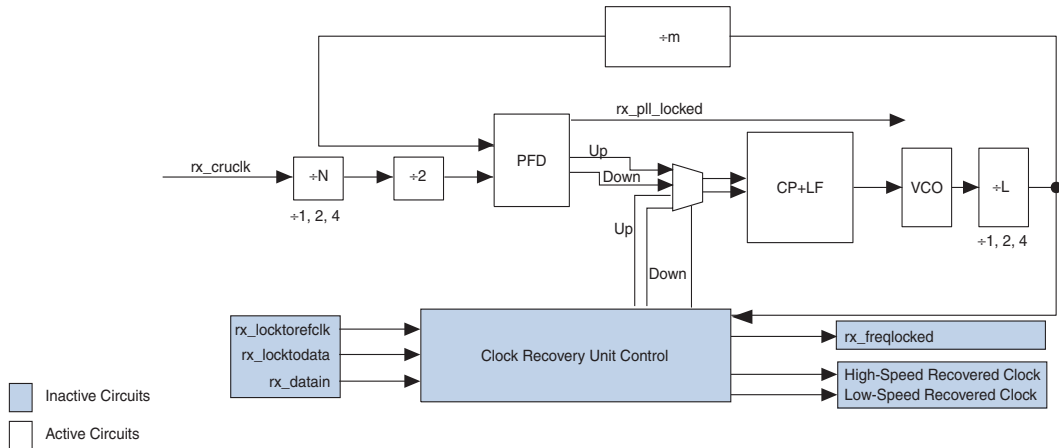 ÷m
rx_pll_locked
PFD
Up
Down
CP+LF
VCO
÷L
÷1, 2, 4
rx_cruclk
÷N
÷1, 2, 4
÷2
Up
Down
rx_locktorefclk
rx_locktodata
rx_datain
Clock Recovery Unit Control
rx_freqlocked
High-Speed Recovered Clock
Low-Speed Recovered Clock
Inactive Circuits
Active Circuits